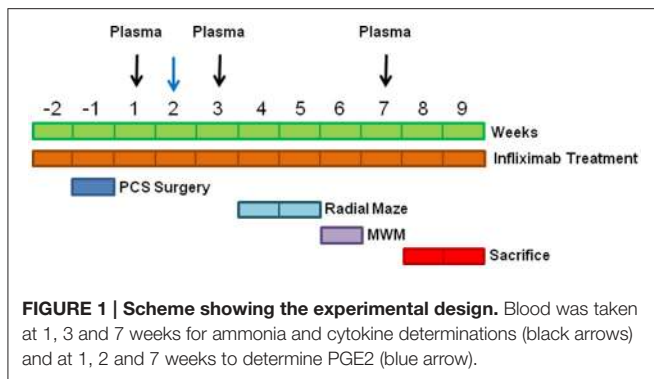 Plasma Plasma Plasma
-2 -1 1 2 3 4 5 6 7 8 9
Weeks
Infliximab Treatment
PCS Surgery
Radial Maze
MWM
Sacrifice
FIGURE 1 | Scheme showing the experimental design. Blood was taken
at 1, 3 and 7 weeks for ammonia and cytokine determinations (black arrows)
and at 1, 2 and 7 weeks to determine PGE2 (blue arrow).